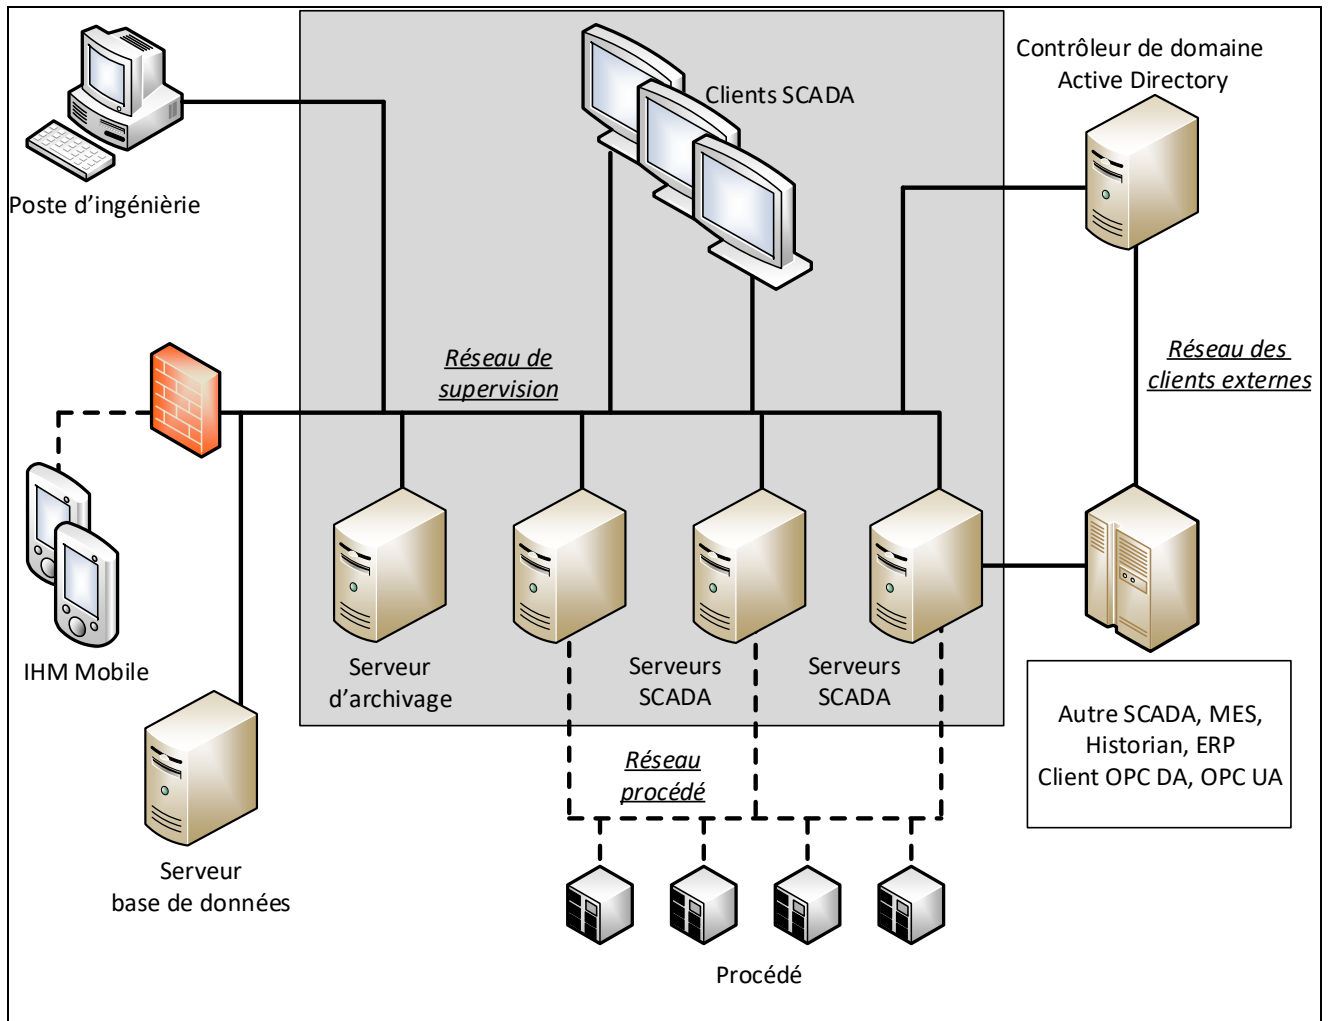 Contrôleur de domaine
Active Directory
Clients SCADA
Poste d’ingénièrie
Réseau de
supervision
Réseau des
clients externes
IHM Mobile
Serveur
d’archivage
Serveurs
SCADA
Serveurs
SCADA
Autre SCADA, MES,
Historian, ERP
Client OPC DA, OPC UA
Réseau
procédé
Serveur
base de données
Procédé